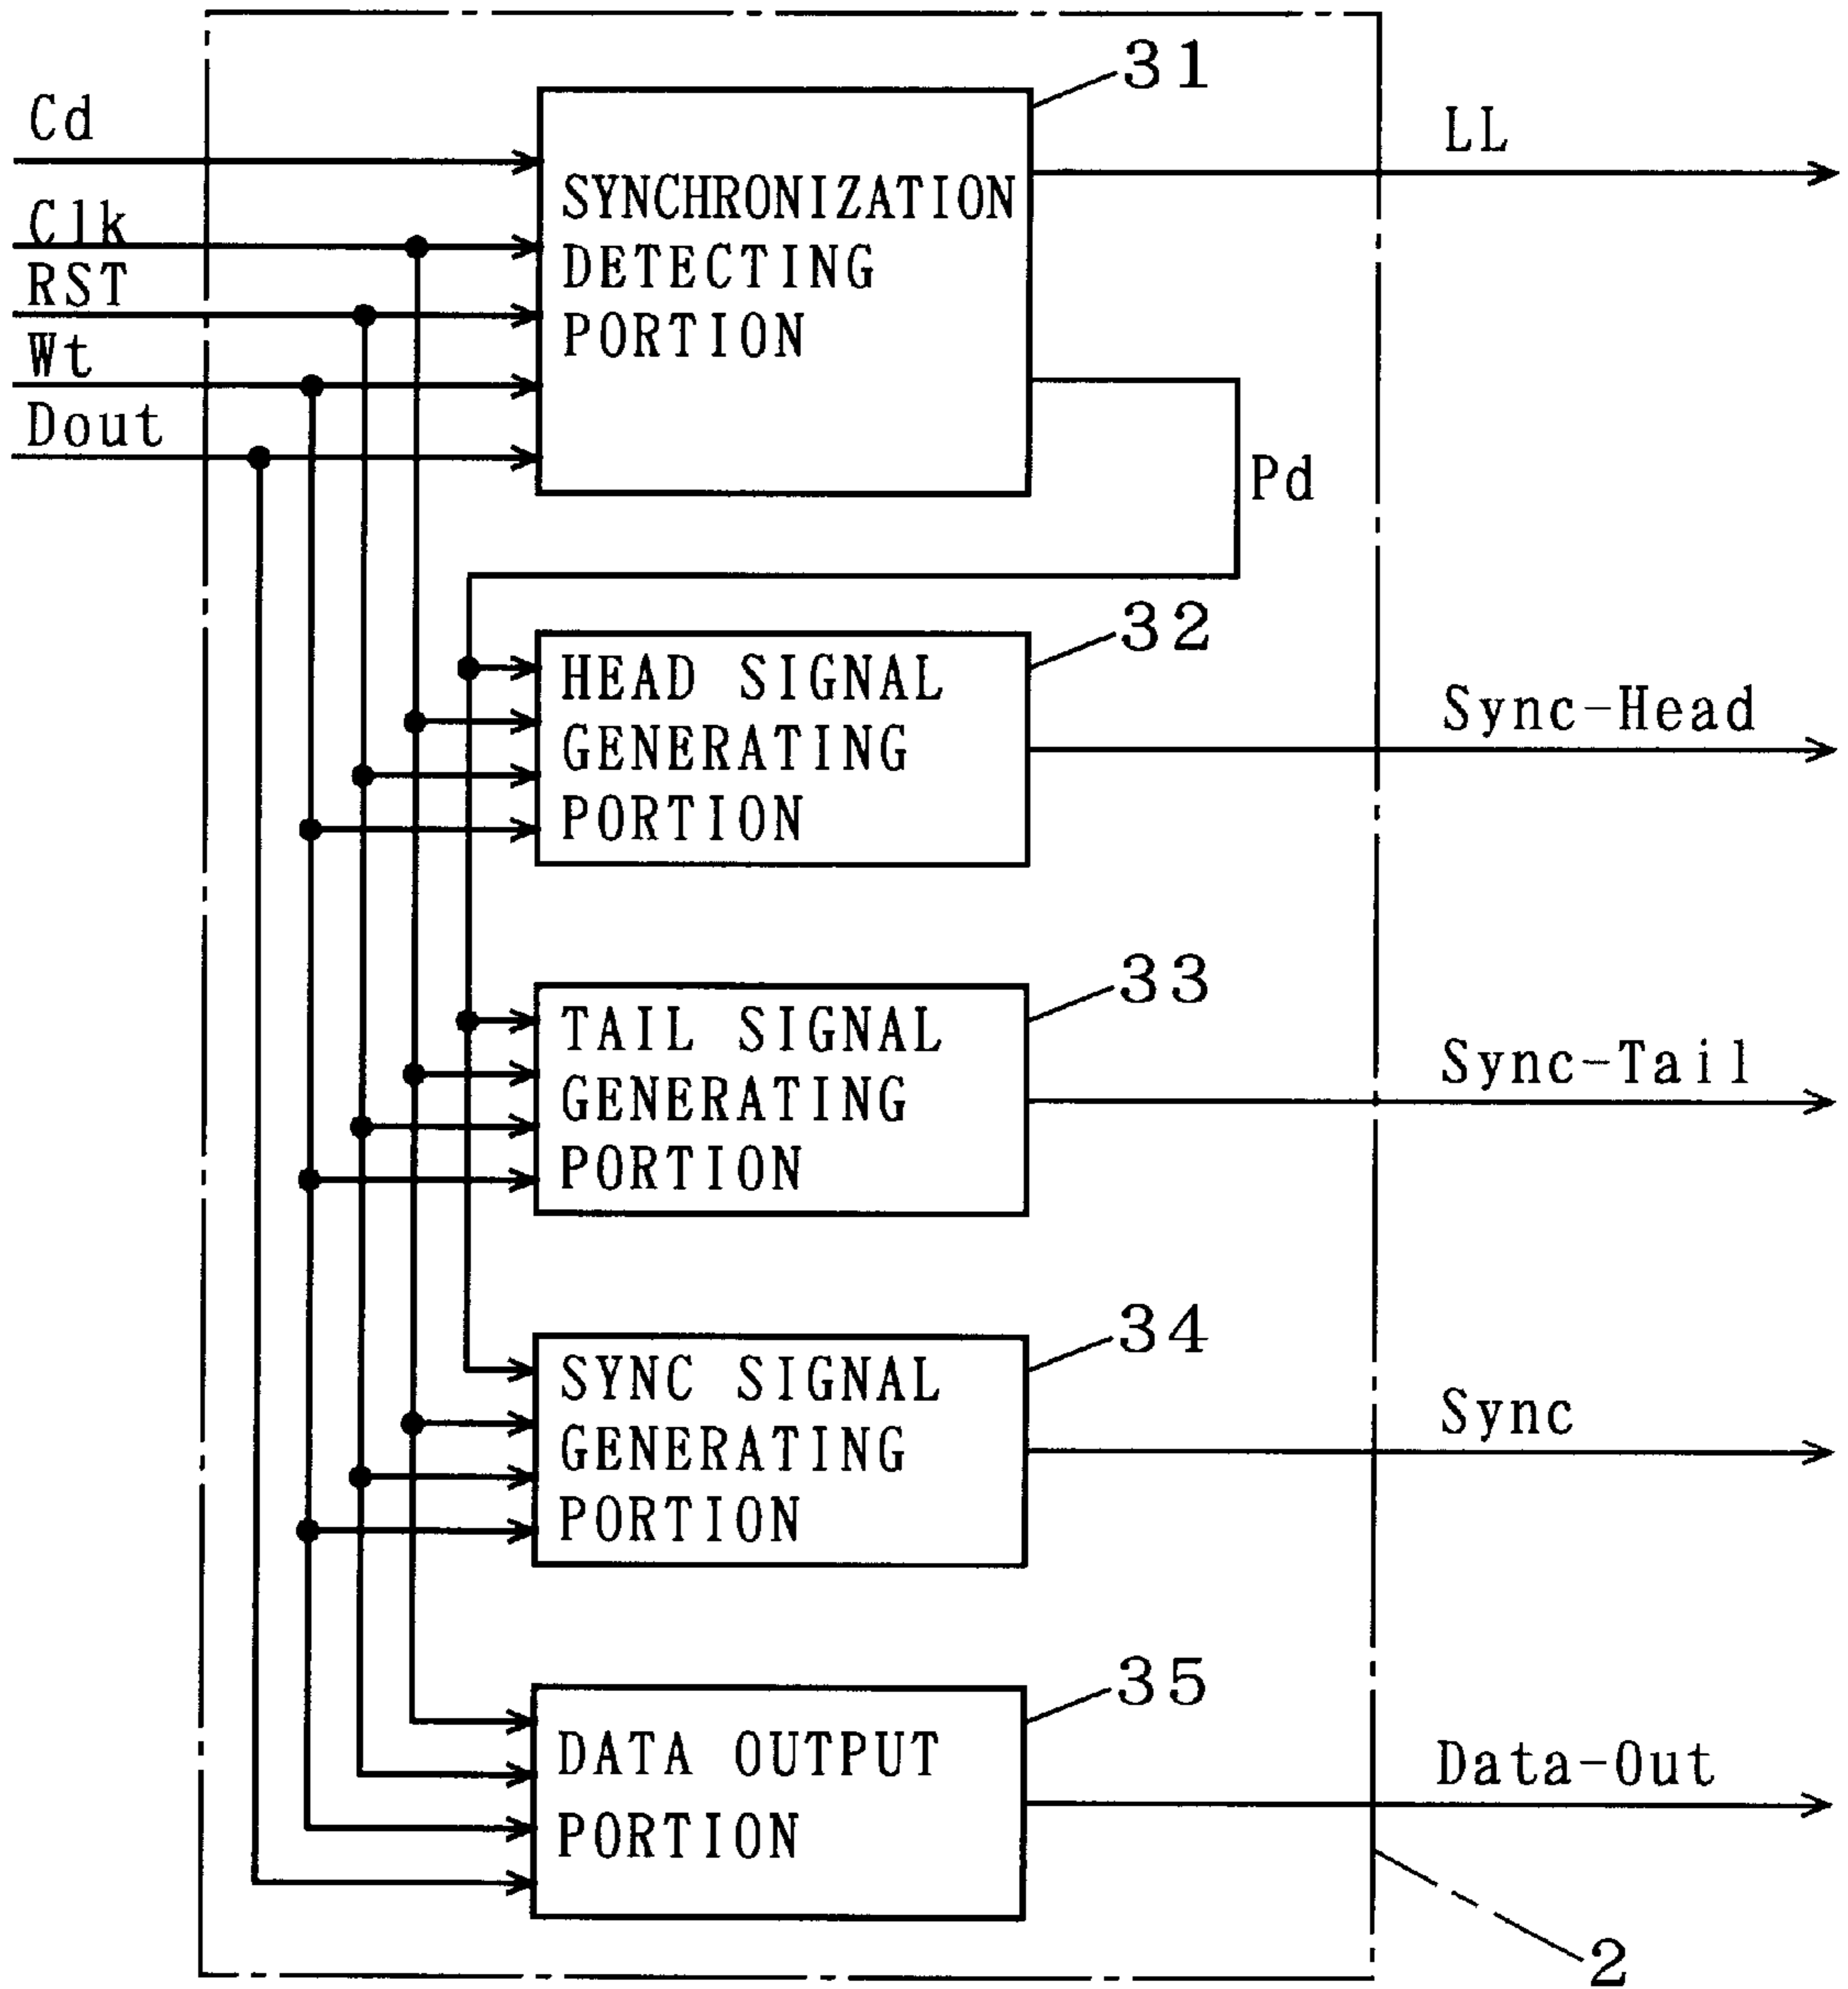 31
Cd
LL
Clk
RST
Wt
Dout
SYNCHRONIZATION
DETECTING
PORTION
Pd
32
HEAD SIGNAL
GENERATING
PORTION
Sync-Head
33
TAIL SIGNAL
GENERATING
PORTION
Sync-Tail
34
SYNC SIGNAL
GENERATING
PORTION
Sync
35
DATA OUTPUT
PORTION
Data-Out
2